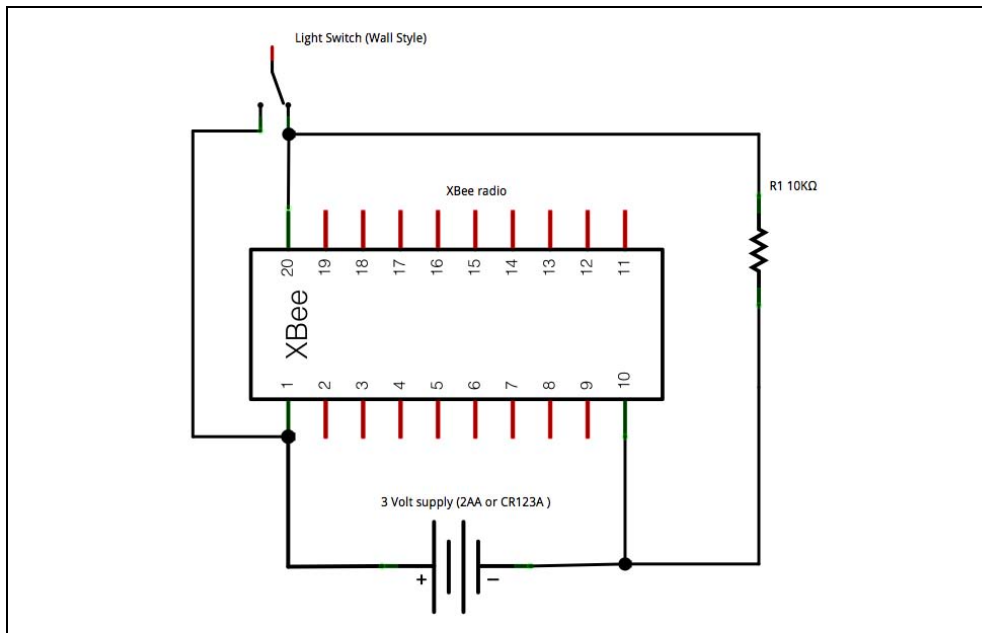 Light Switch (Wall Style)
XBee radio
R1 10KΩ
20 19 18 17 16 15 14 13 12 11
XBee
1 2 3 4 5 6 7 8 9 10
3 Volt supply (2AA or CR123A )
+ −